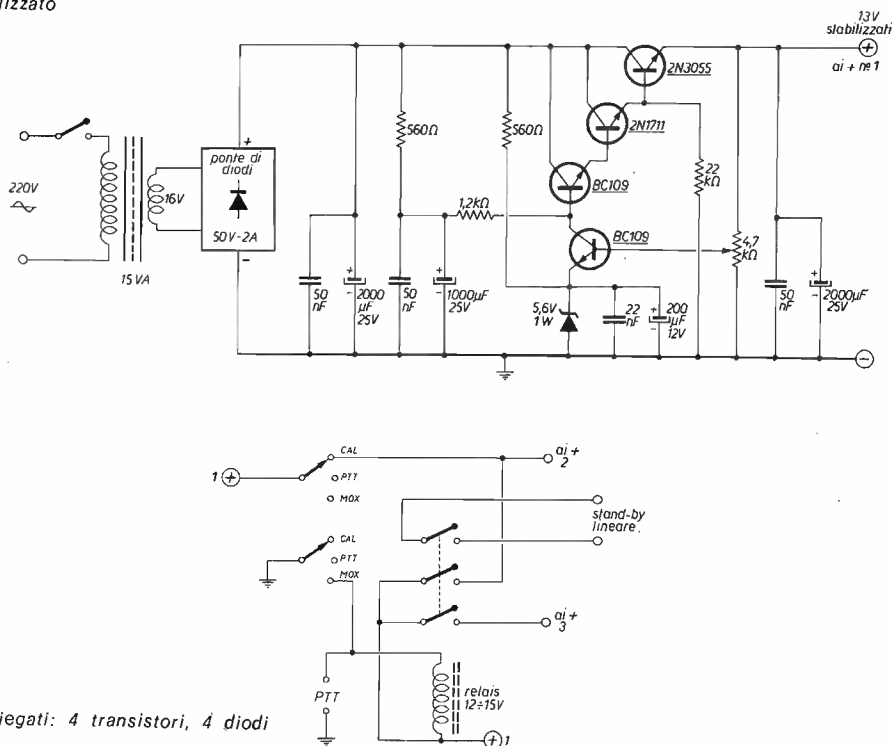 lizzato
13V
stabilizzati
ai + n° 1
2N3055
2N1711
BC109
BC109
560Ω
560Ω
22
kΩ
4,7
kΩ
1,2kΩ
220V
16V
15VA
ponte di
diodi
50V-2A
+
-
50
nF
+
-
2000
µF
25V
50
nF
+
-
1000µF
25V
5,6V
1W
22
nF
+
-
200
µF
12V
50
nF
+
-
2000µF
25V
+
-
1 +
CAL
PTT
MOX
ai +
2
CAL
PTT
MOX
stand-by
lineare
ai +
3
PTT
relais
12÷15V
+ 1
iegati: 4 transistori, 4 diodi